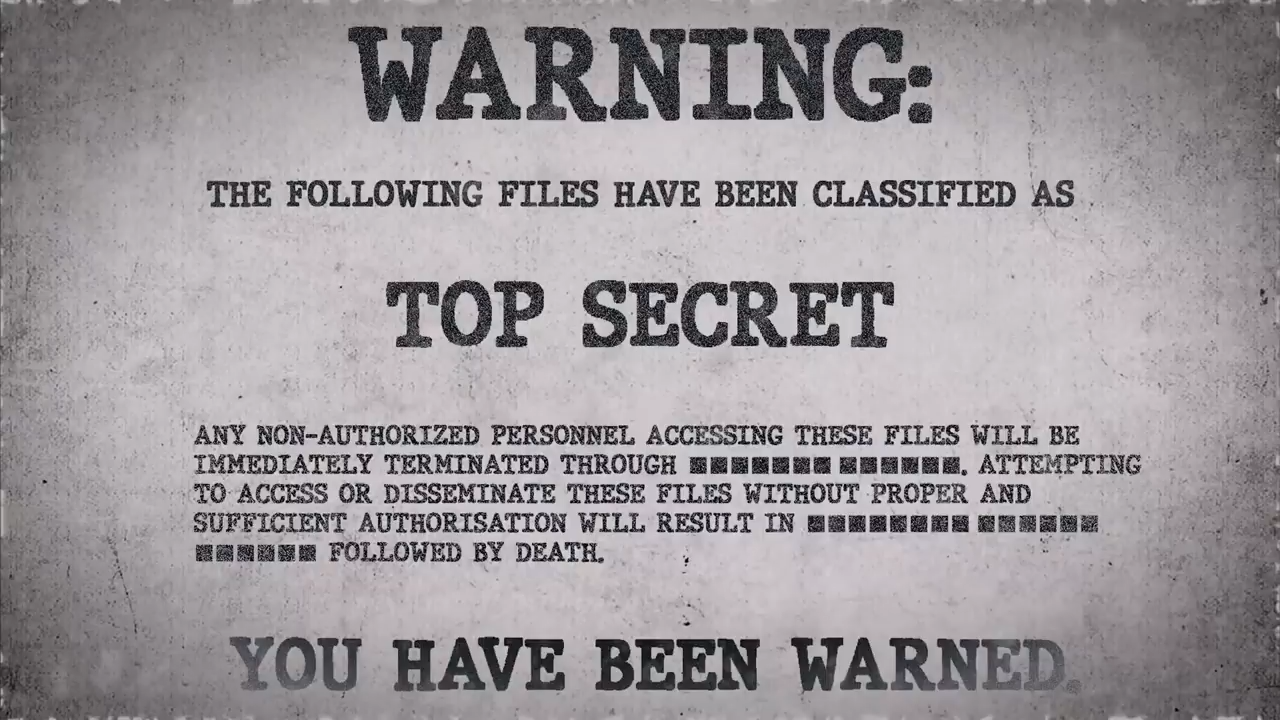 WARNING:
THE FOLLOWING FILES HAVE BEEN CLASSIFIED AS
TOP SECRET
ANY NON-AUTHORIZED PERSONNEL ACCESSING THESE FILES WILL BE
IMMEDIATELY TERMINATED THROUGH ■■■■■■■ ■■■■■■. ATTEMPTING
TO ACCESS OR DISSEMINATE THESE FILES WITHOUT PROPER AND
SUFFICIENT AUTHORISATION WILL RESULT IN ■■■■■■■■ ■■■■■■
■■■■■■ FOLLOWED BY DEATH.
YOU HAVE BEEN WARNED.